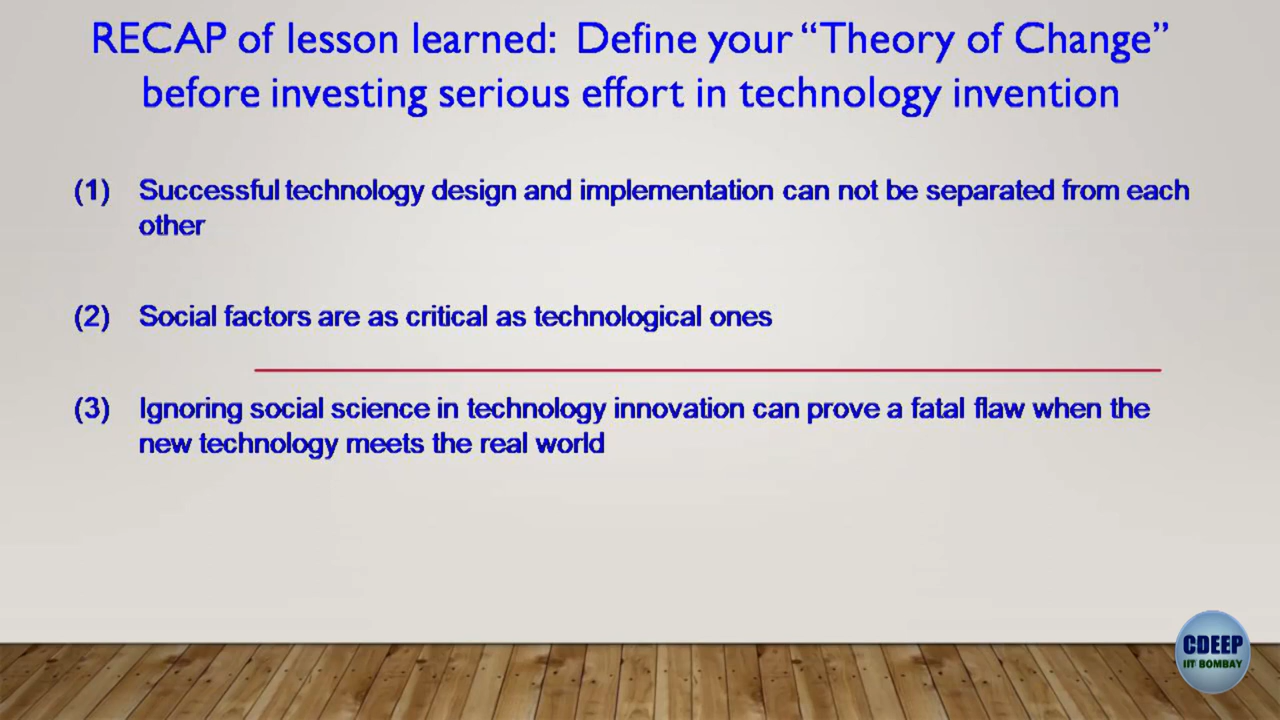 RECAP of lesson learned: Define your “Theory of Change”
before investing serious effort in technology invention
(1) Successful technology design and implementation can not be separated from each
other
(2) Social factors are as critical as technological ones
(3) Ignoring social science in technology innovation can prove a fatal flaw when the
new technology meets the real world
CDEEP
IIT BOMBAY